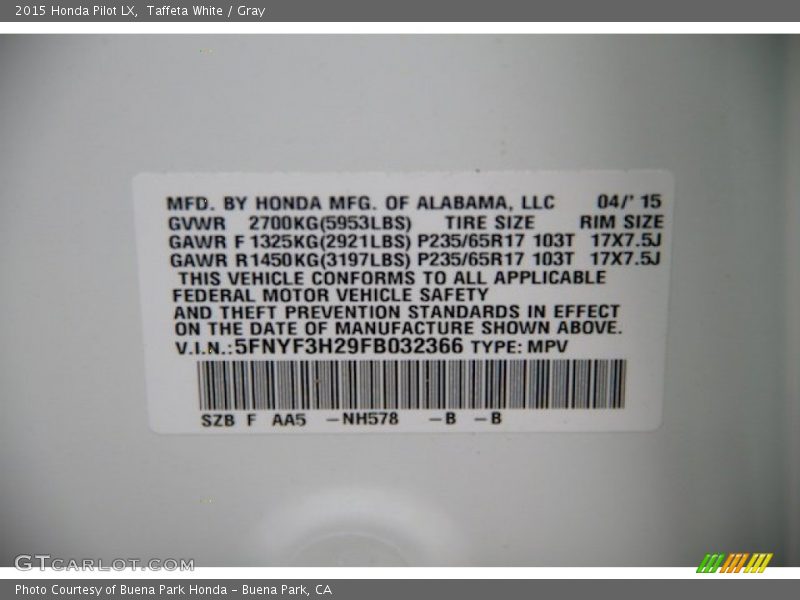 2015 Honda Pilot LX, Taffeta White / Gray
MFD. BY HONDA MFG. OF ALABAMA, LLC 04/' 15
GVWR 2700KG(5953LBS) TIRE SIZE RIM SIZE
GAWR F 1325KG(2921LBS) P235/65R17 103T 17X7.5J
GAWR R 1450KG(3197LBS) P235/65R17 103T 17X7.5J
THIS VEHICLE CONFORMS TO ALL APPLICABLE
FEDERAL MOTOR VEHICLE SAFETY
AND THEFT PREVENTION STANDARDS IN EFFECT
ON THE DATE OF MANUFACTURE SHOWN ABOVE.
V.I.N.:5FNYF3H29FB032366 TYPE: MPV
SZB F AA5 -NH578 -B -B
GTCARLOT.COM
Photo Courtesy of Buena Park Honda - Buena Park, CA